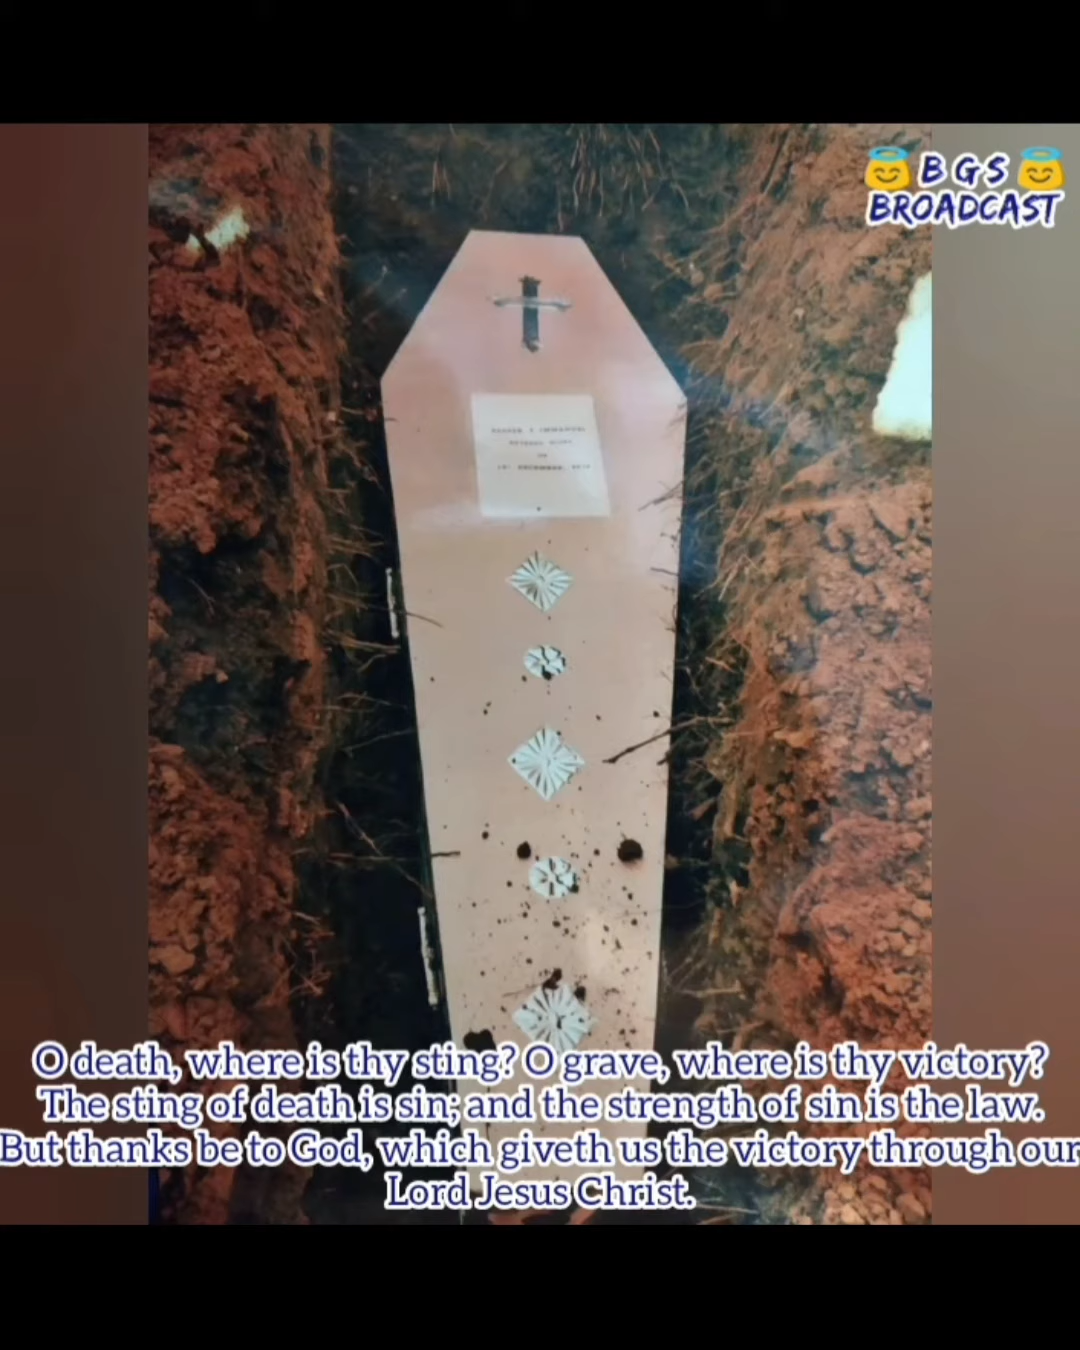 B G S
BROADCAST
O death, where is thy sting? O grave, where is thy victory?
The sting of death is sin; and the strength of sin is the law.
But thanks be to God, which giveth us the victory through our
Lord Jesus Christ.